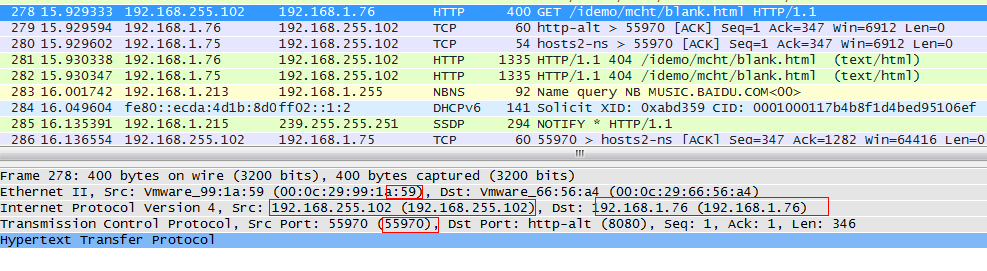 278 15.929333 192.168.255.102 192.168.1.76 HTTP 400 GET /idemo/mcht/blank.html HTTP/1.1
279 15.929594 192.168.1.76 192.168.255.102 TCP 60 http-alt > 55970 [ACK] Seq=1 Ack=347 Win=6912 Len=0
280 15.929602 192.168.1.75 192.168.255.102 TCP 54 hosts2-ns > 55970 [ACK] Seq=1 Ack=347 Win=6912 Len=0
281 15.930338 192.168.1.76 192.168.255.102 HTTP 1335 HTTP/1.1 404 /idemo/mcht/blank.html (text/html)
282 15.930347 192.168.1.75 192.168.255.102 HTTP 1335 HTTP/1.1 404 /idemo/mcht/blank.html (text/html)
283 16.001742 192.168.1.213 192.168.1.255 NBNS 92 Name query NB MUSIC.BAIDU.COM<00>
284 16.049604 fe80::ecda:4d1b:8d0 ff02::1:2 DHCPv6 141 Solicit XID: 0xabd359 CID: 0001000117b4b8f1d4bed95106ef
285 16.135391 192.168.1.215 239.255.255.251 SSDP 294 NOTIFY * HTTP/1.1
286 16.136554 192.168.255.102 192.168.1.75 TCP 60 55970 > hosts2-ns [ACK] Seq=347 Ack=1282 Win=64416 Len=0
Frame 278: 400 bytes on wire (3200 bits), 400 bytes captured (3200 bits)
Ethernet II, Src: Vmware_99:1a:59 (00:0c:29:99:1a:59), Dst: Vmware_66:56:a4 (00:0c:29:66:56:a4)
Internet Protocol Version 4, Src: 192.168.255.102 (192.168.255.102), Dst: 192.168.1.76 (192.168.1.76)
Transmission Control Protocol, Src Port: 55970 (55970), Dst Port: http-alt (8080), Seq: 1, Ack: 1, Len: 346
Hypertext Transfer Protocol